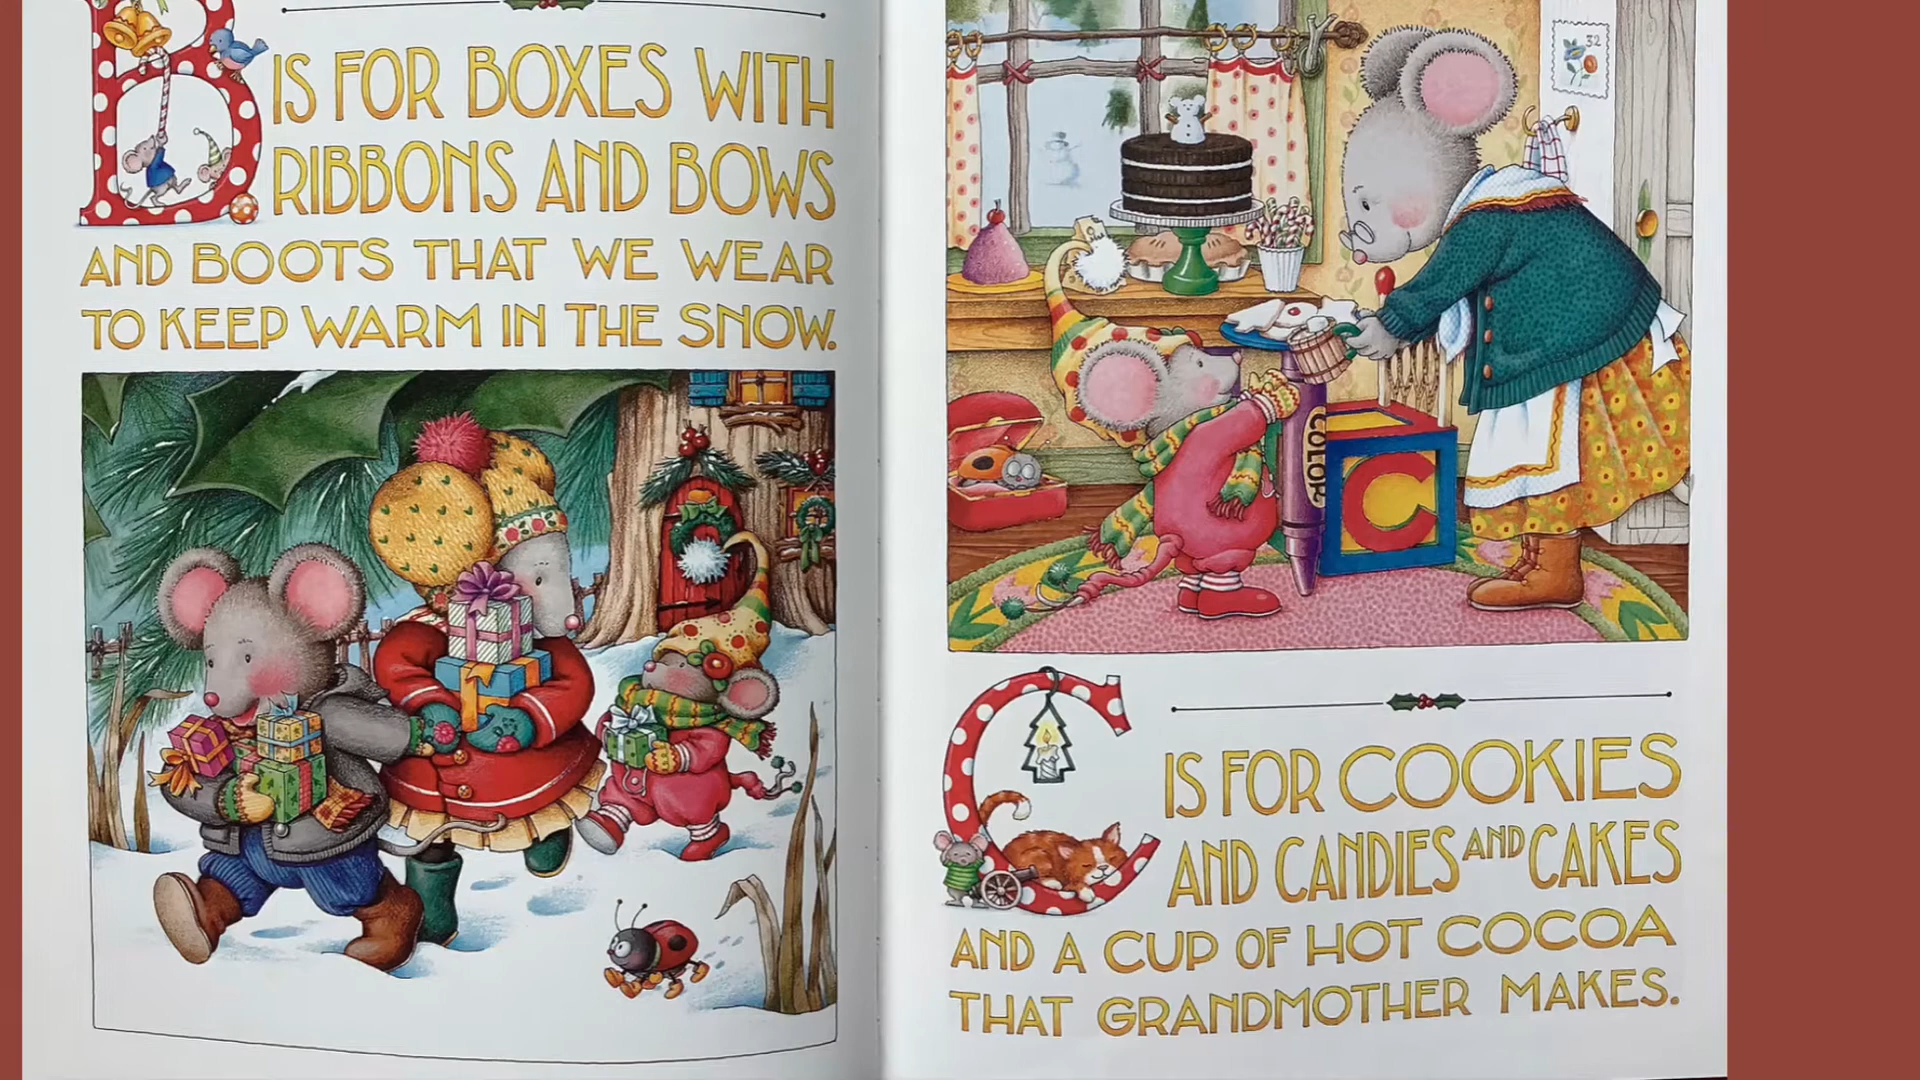 B IS FOR BOXES WITH
RIBBONS AND BOWS
AND BOOTS THAT WE WEAR
TO KEEP WARM IN THE SNOW.
32
COLOR
C
C IS FOR COOKIES
AND CANDIES AND CAKES
AND A CUP OF HOT COCOA
THAT GRANDMOTHER MAKES.